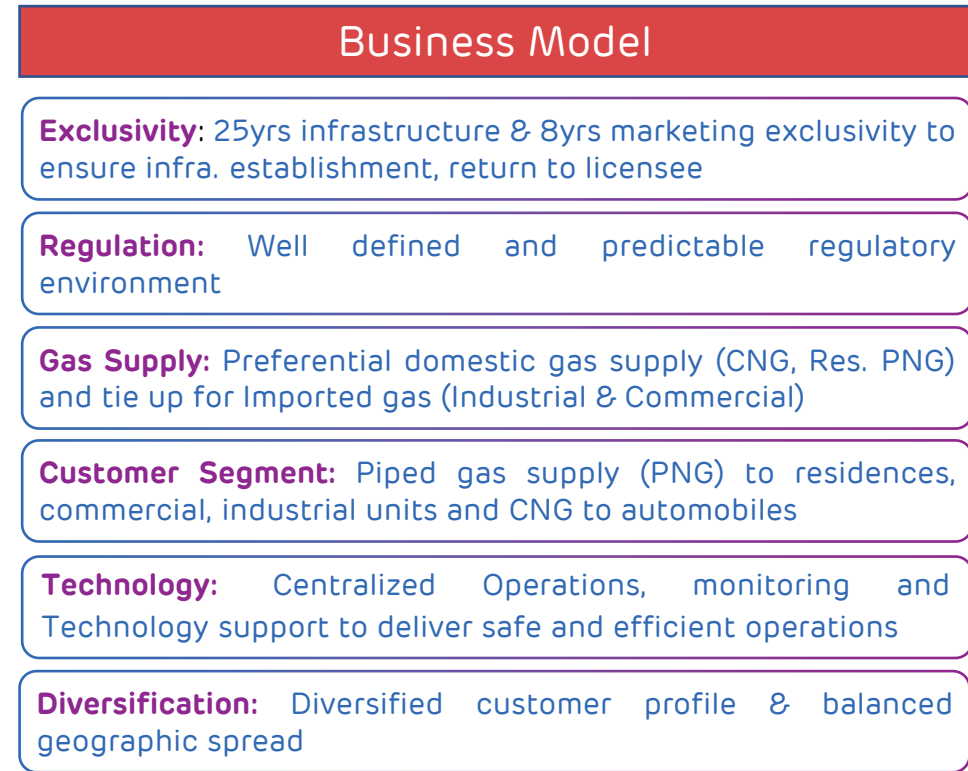 Business Model
Exclusivity: 25yrs infrastructure & 8yrs marketing exclusivity to
ensure infra. establishment, return to licensee
Regulation: Well defined and predictable regulatory
environment
Gas Supply: Preferential domestic gas supply (CNG, Res. PNG)
and tie up for Imported gas (Industrial & Commercial)
Customer Segment: Piped gas supply (PNG) to residences,
commercial, industrial units and CNG to automobiles
Technology: Centralized Operations, monitoring and
Technology support to deliver safe and efficient operations
Diversification: Diversified customer profile & balanced
geographic spread